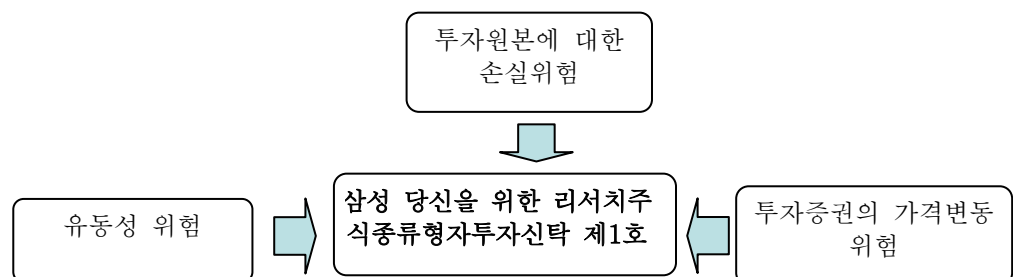 투자원본에 대한
손실위험
유동성 위험
삼성 당신을 위한 리서치주
식종류형자투자신탁 제1호
투자증권의 가격변동
위험